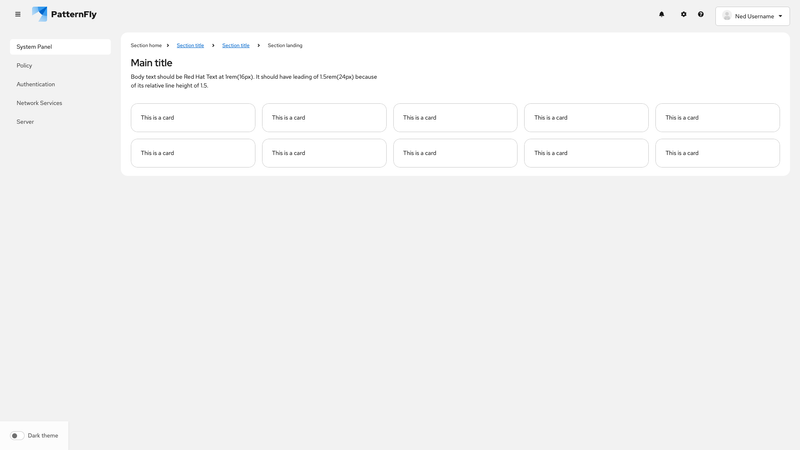 PatternFly
Ned Username
System Panel
Policy
Authentication
Network Services
Server
Section home Section title Section title Section landing
Main title
Body text should be Red Hat Text at 1rem(16px). It should have leading of 1.5rem(24px) because
of its relative line height of 1.5.
This is a card This is a card This is a card This is a card This is a card
This is a card This is a card This is a card This is a card This is a card
Dark theme